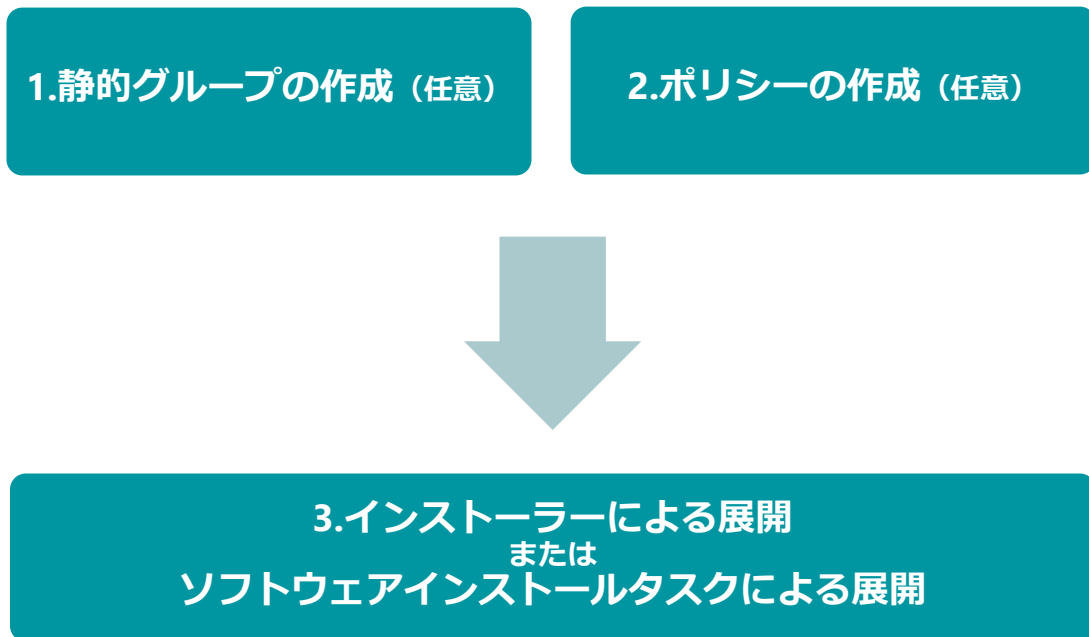 1.静的グループの作成（任意）
2.ポリシーの作成（任意）
3.インストーラーによる展開
または
ソフトウェアインストールタスクによる展開